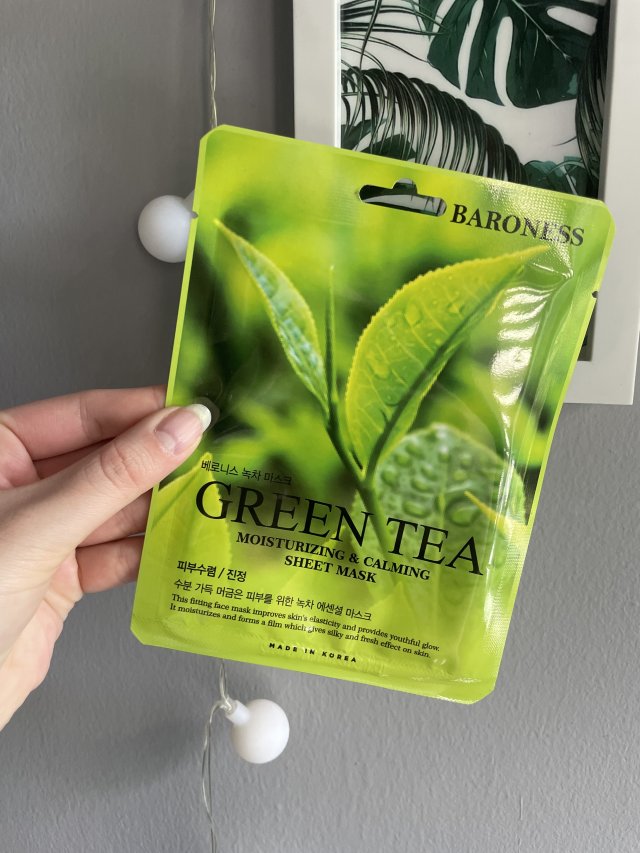 BARONESS
베로니스 녹차 마스크
GREEN TEA
MOISTURIZING & CALMING
SHEET MASK
피부수렴 / 진정
수분 가득 머금은 피부를 위한 녹차 에센셜 마스크
This fitting face mask improves skin's elasticity and provides youthful glow.
It moisturizes and forms a film which gives silky and fresh effect on skin.
MADE IN KOREA